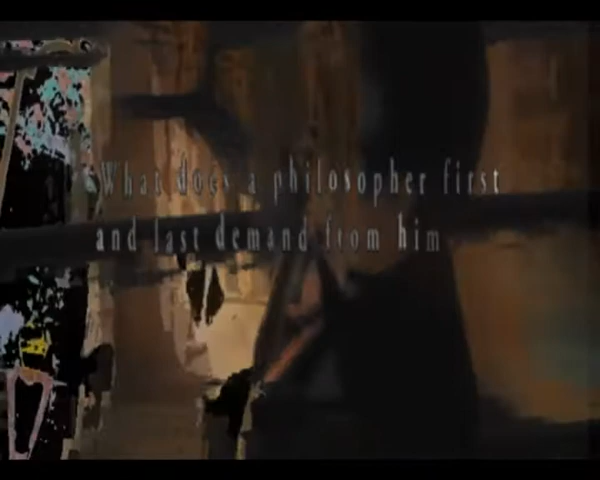 What does a philosopher first
and last demand from him